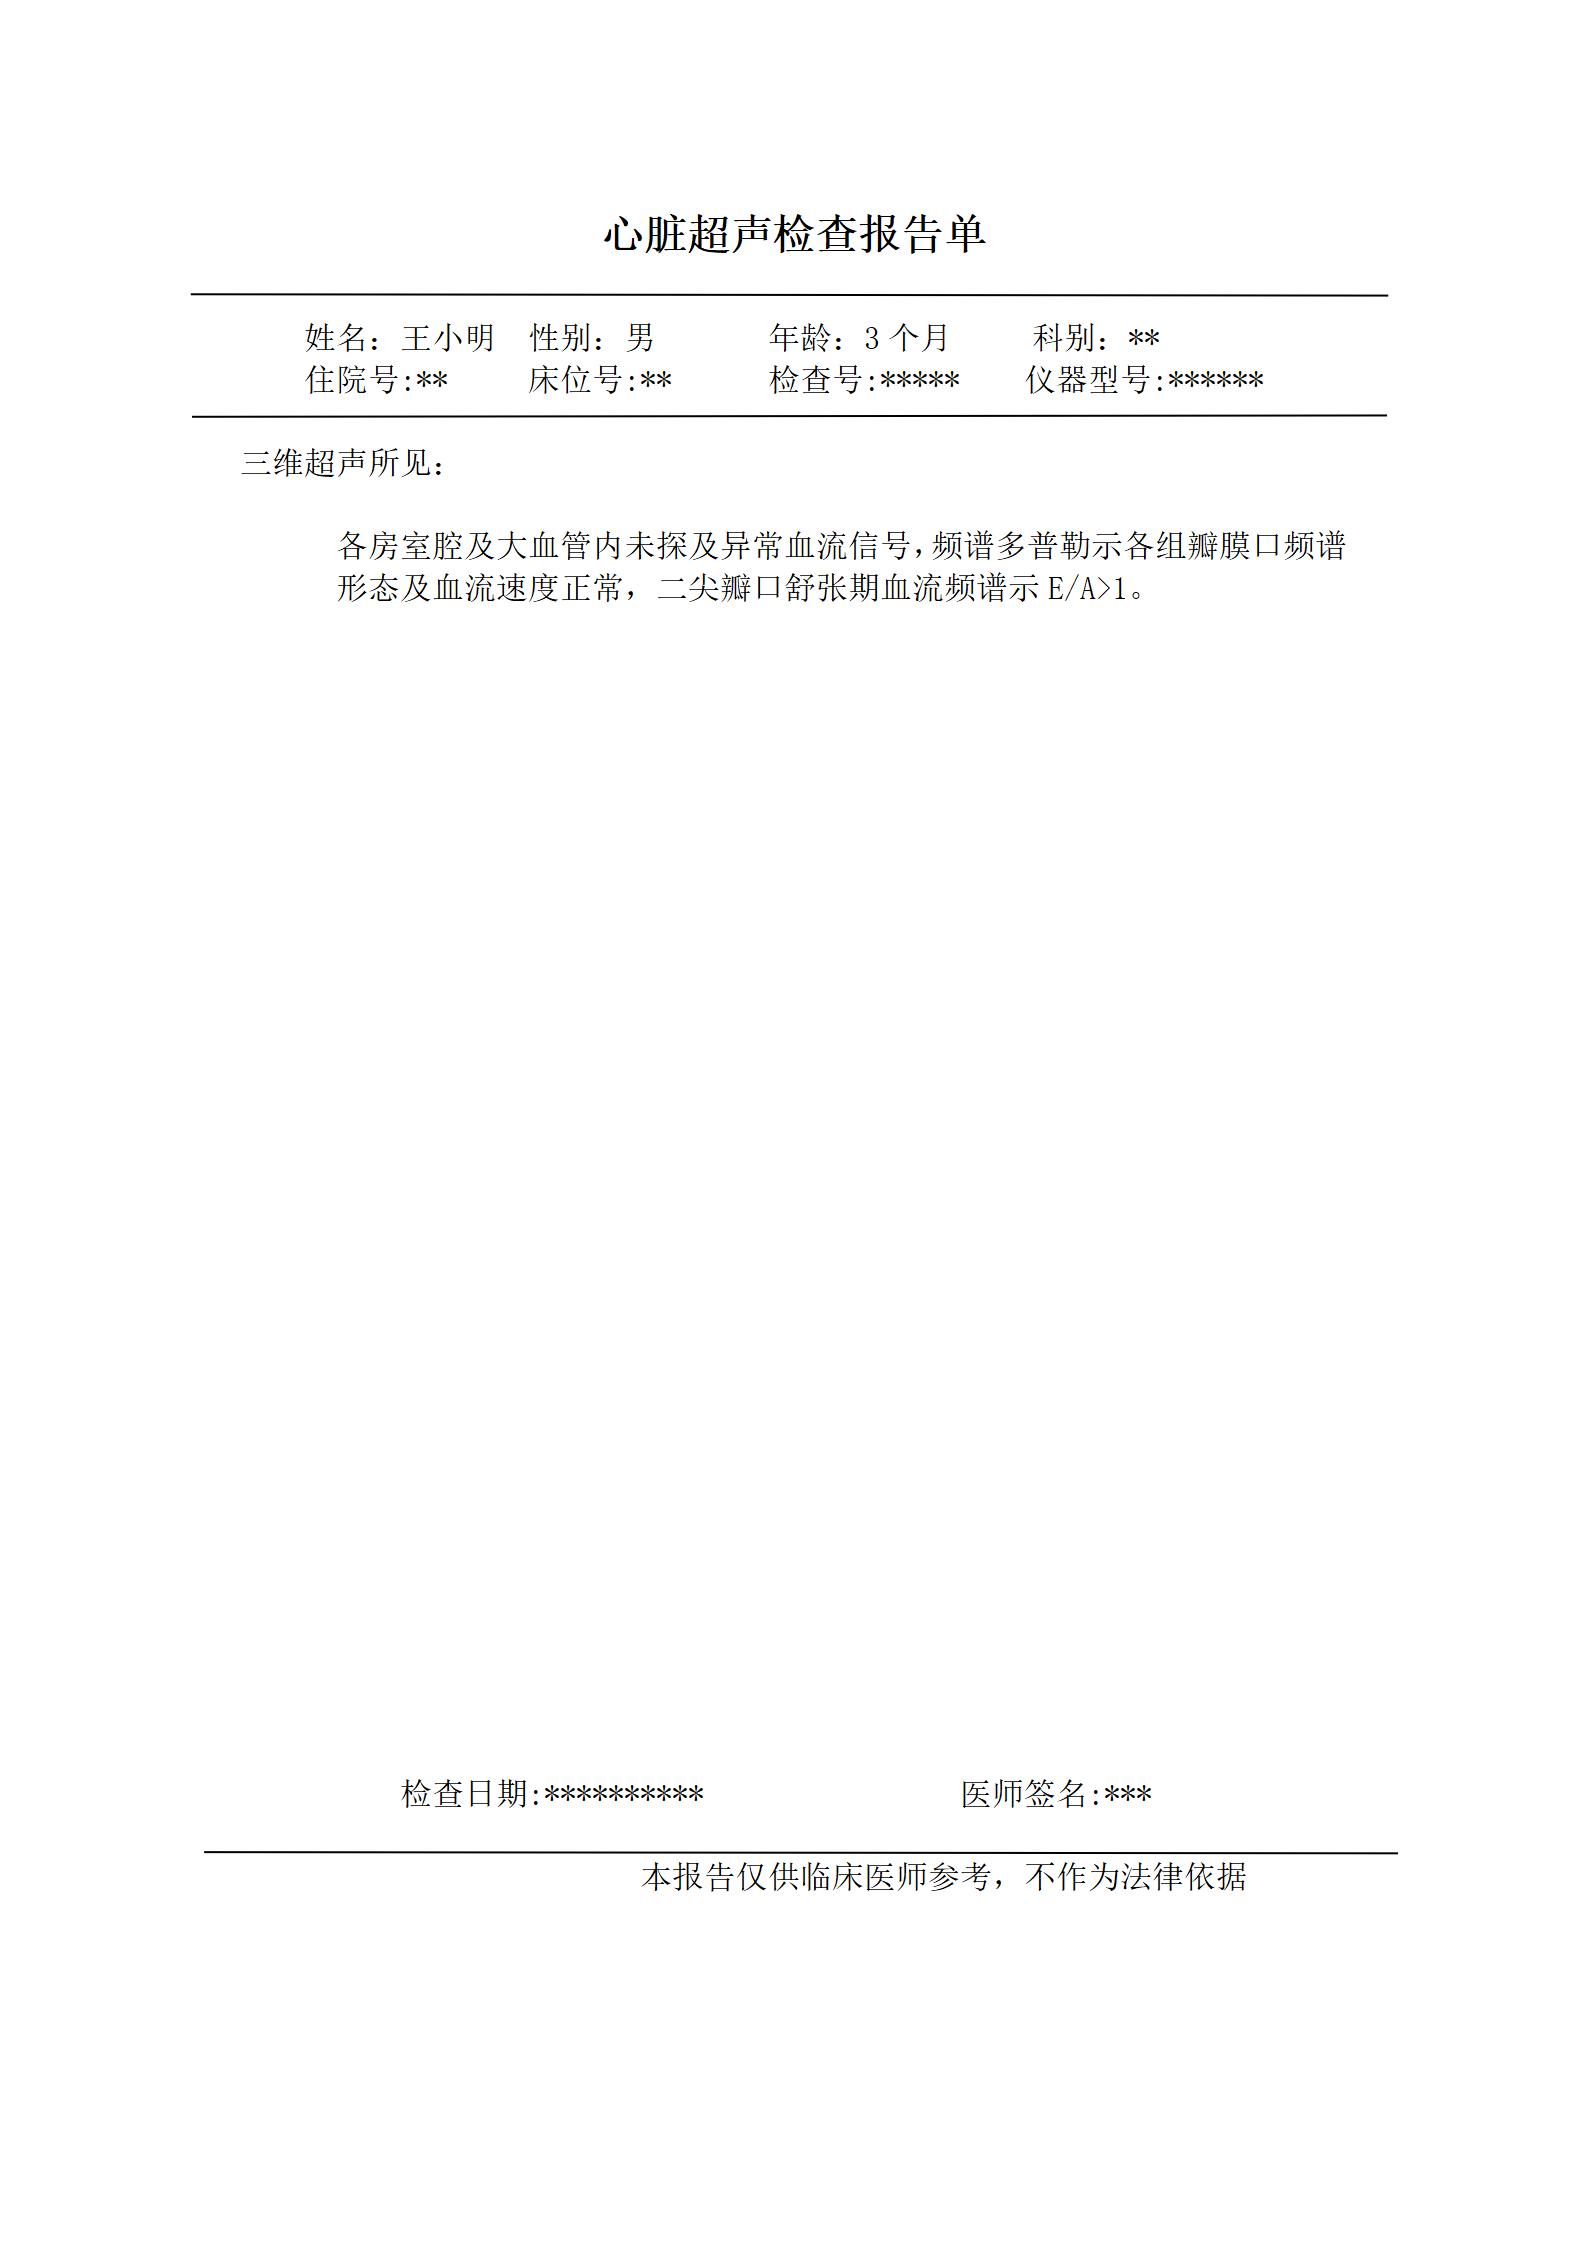 心脏超声检查报告单
姓名：王小明 性别：男 年龄：3个月 科别：**
住院号:** 床位号:** 检查号:***** 仪器型号:******
三维超声所见：
各房室腔及大血管内未探及异常血流信号,频谱多普勒示各组瓣膜口频谱
形态及血流速度正常，二尖瓣口舒张期血流频谱示E/A>1。
检查日期:********** 医师签名:***
本报告仅供临床医师参考，不作为法律依据